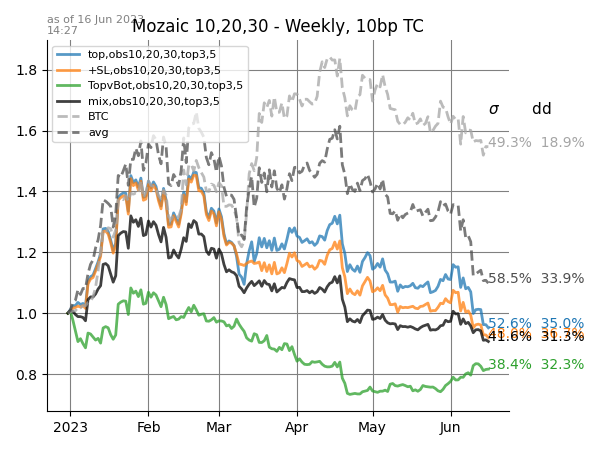 as of 16 Jun 2023
14:27
Mozaic 10,20,30 - Weekly, 10bp TC
top,obs10,20,30,top3,5
+SL,obs10,20,30,top3,5
TopvBot,obs10,20,30,top3,5
mix,obs10,20,30,top3,5
BTC
avg
σ dd
49.3% 18.9%
58.5% 33.9%
52.6% 35.0%
41.6% 31.3%
38.4% 32.3%
1.8
1.6
1.4
1.2
1.0
0.8
2023 Feb Mar Apr May Jun